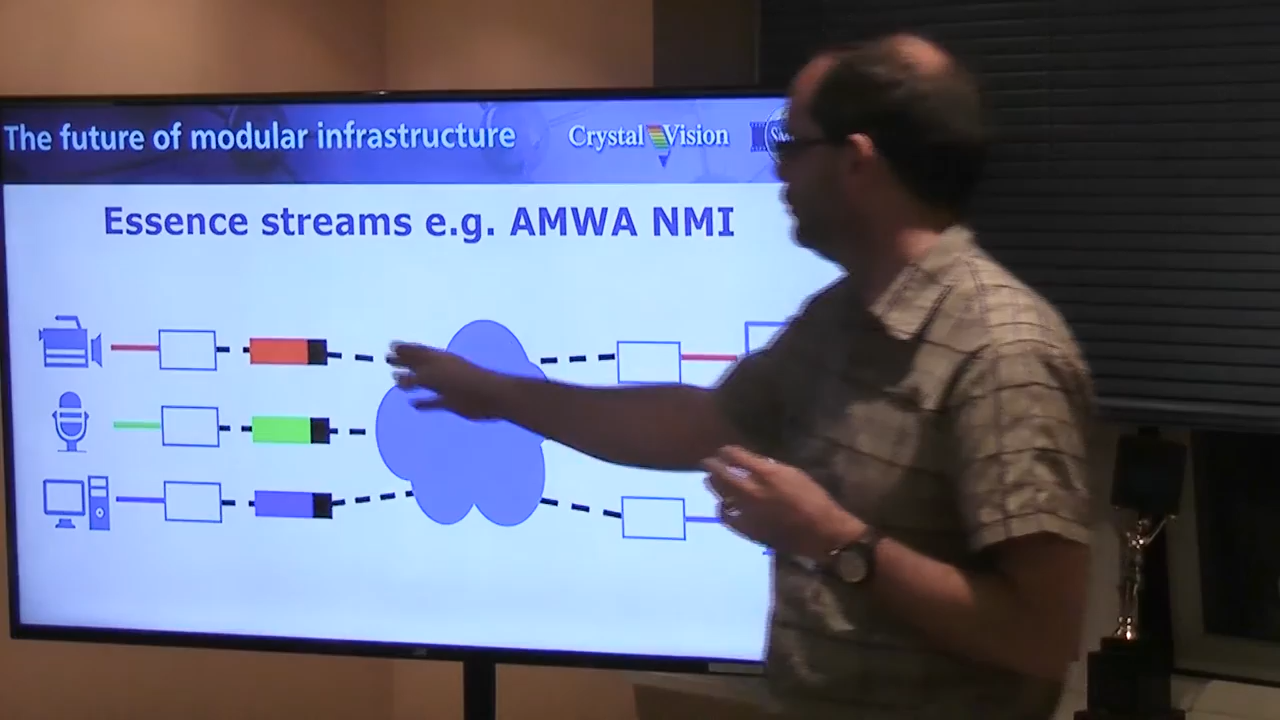 The future of modular infrastructure
Crystal Vision
Essence streams e.g. AMWA NMI